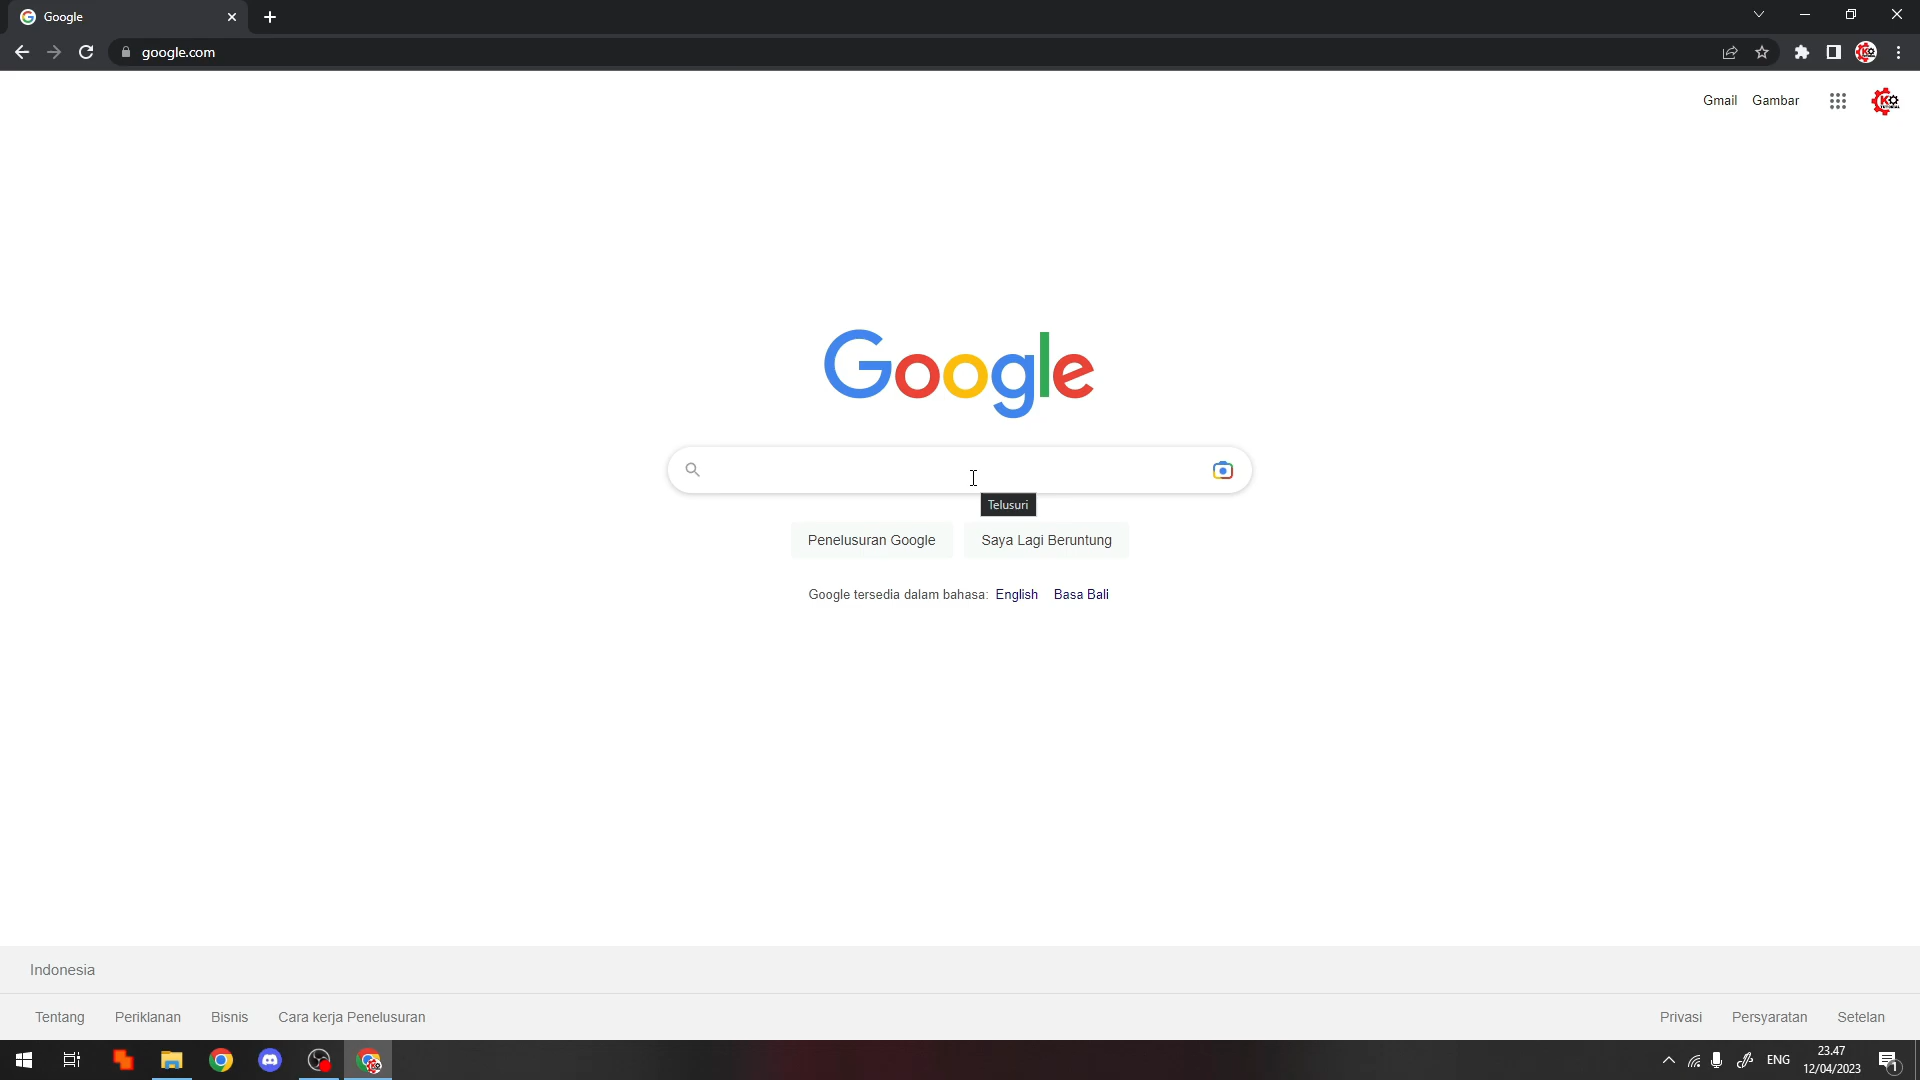 Google
google.com
Gmail Gambar
Google
Telusuri
Penelusuran Google Saya Lagi Beruntung
Google tersedia dalam bahasa: English Basa Bali
Indonesia
Tentang Periklanan Bisnis Cara kerja Penelusuran Privasi Persyaratan Setelan
ENG 23.47
12/04/2023
1